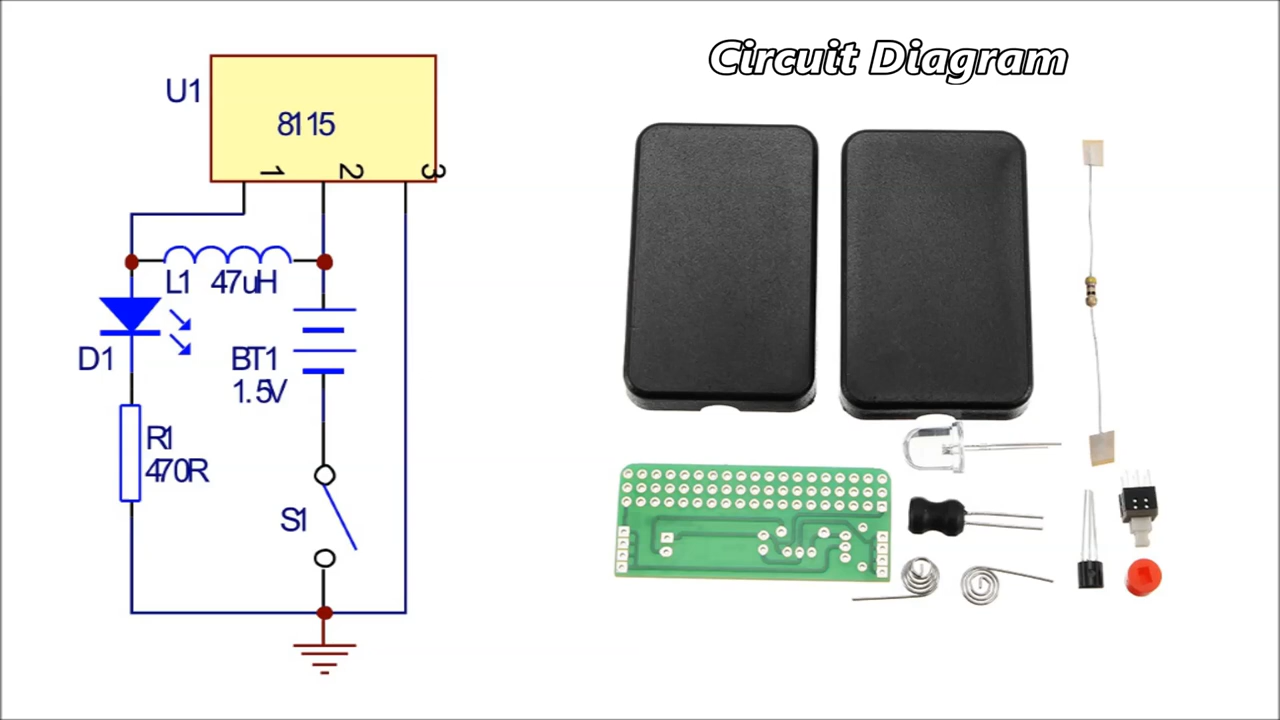 Circuit Diagram
U1
8115
1 2 3
L1 47uH
D1
BT1
1.5V
R1
470R
S1